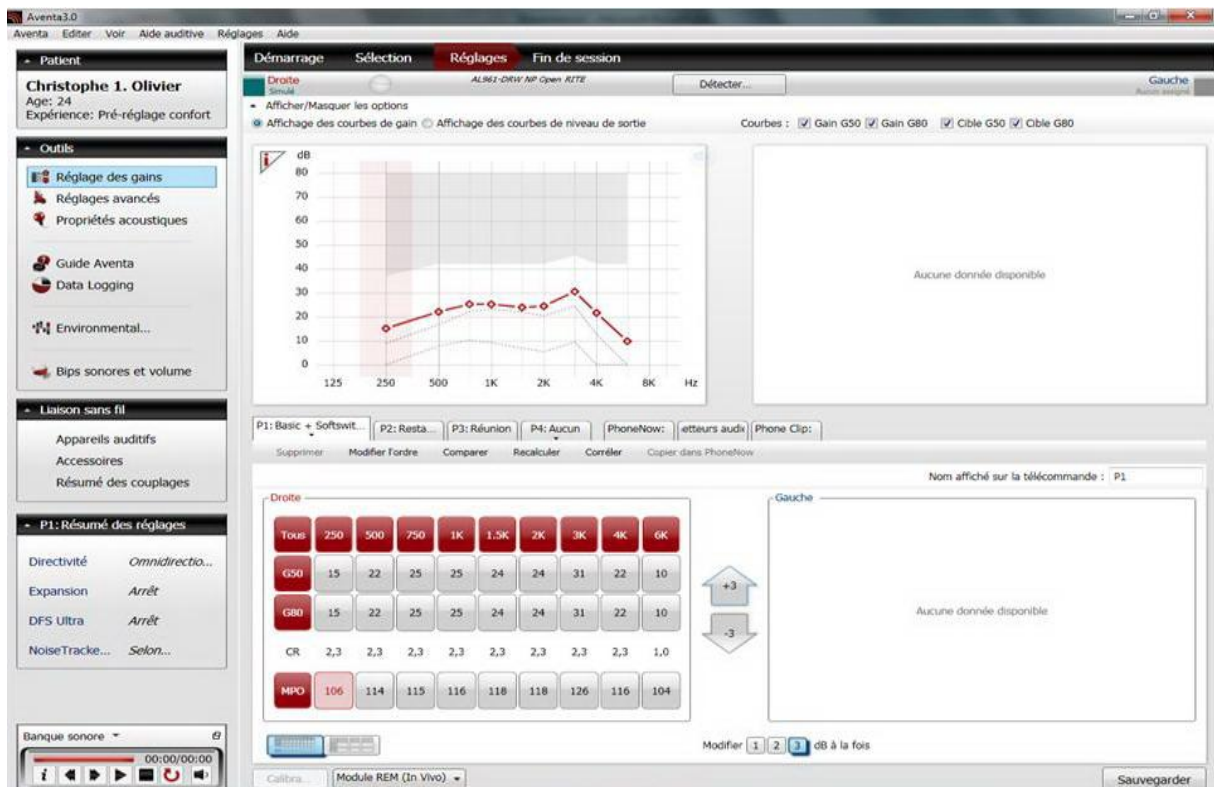 Aventa3.0
Aventa Editer Voir Aide auditive Réglages Aide
Patient
Christophe 1. Olivier
Age: 24
Expérience: Pré-réglage confort
Outils
Réglage des gains
Réglages avancés
Propriétés acoustiques
Guide Aventa
Data Logging
Environmental...
Bips sonores et volume
Liaison sans fil
Appareils auditifs
Accessoires
Résumé des couplages
P1: Résumé des réglages
Directivité Omnidirectio...
Expansion Arrêt
DFS Ultra Arrêt
NoiseTracke... Selon...
Banque sonore
00:00/00:00
Démarrage Sélection Réglages Fin de session
Droite AL961-DRW NP Open RITE Détecter... Gauche
Simulé Aucun assigné
Afficher/Masquer les options
Affichage des courbes de gain Affichage des courbes de niveau de sortie Courbes : Gain G50 Gain G80 Cible G50 Cible G80
dB
80
70
60
50
40
30
20
10
0
125 250 500 1K 2K 4K 8K Hz
Aucune donnée disponible
P1: Basic + Softswit... P2: Resta... P3: Réunion P4: Aucun PhoneNow: etteurs audio Phone Clip:
Supprimer Modifier l'ordre Comparer Recalculer Corréler Copier dans PhoneNow
Nom affiché sur la télécommande : P1
Droite
Tous 250 500 750 1K 1.5K 2K 3K 4K 6K
G50 15 22 25 25 24 24 31 22 10
G80 15 22 25 25 24 24 31 22 10
CR 2,3 2,3 2,3 2,3 2,3 2,3 2,3 2,3 1,0
MPO 106 114 115 116 118 118 126 116 104
+3
-3
Gauche
Aucune donnée disponible
Modifier 1 2 3 dB à la fois
Calibra... Module REM (In Vivo) Sauvegarder